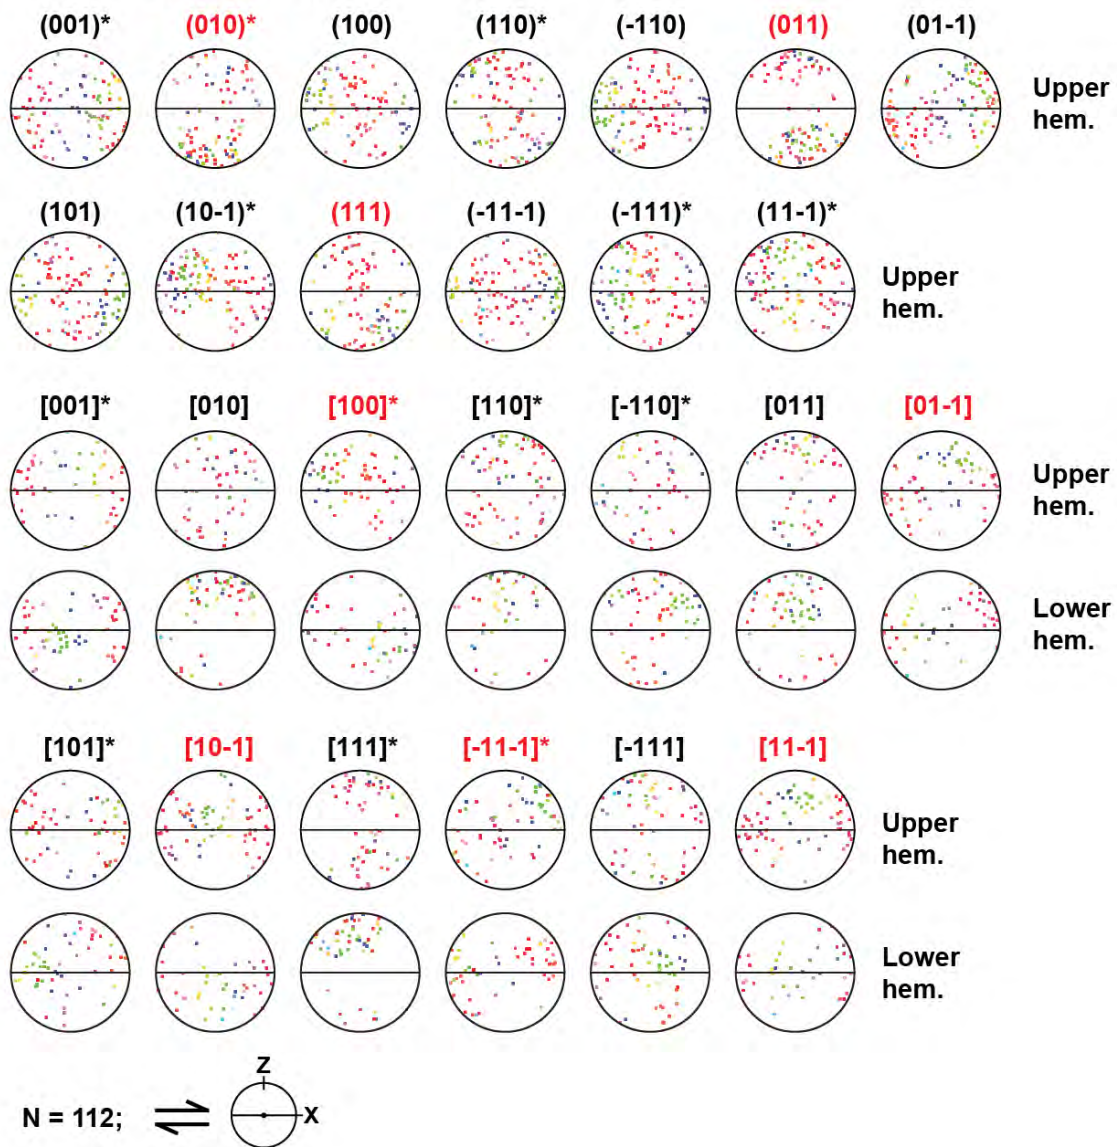 (001)* (010)* (100) (110)* (-110) (011) (01-1)
Upper
hem.
(101) (10-1)* (111) (-11-1) (-111)* (11-1)*
Upper
hem.
[001]* [010] [100]* [110]* [-110]* [011] [01-1]
Upper
hem.
Lower
hem.
[101]* [10-1] [111]* [-11-1]* [-111] [11-1]
Upper
hem.
Lower
hem.
Z
N = 112; ⇌ X